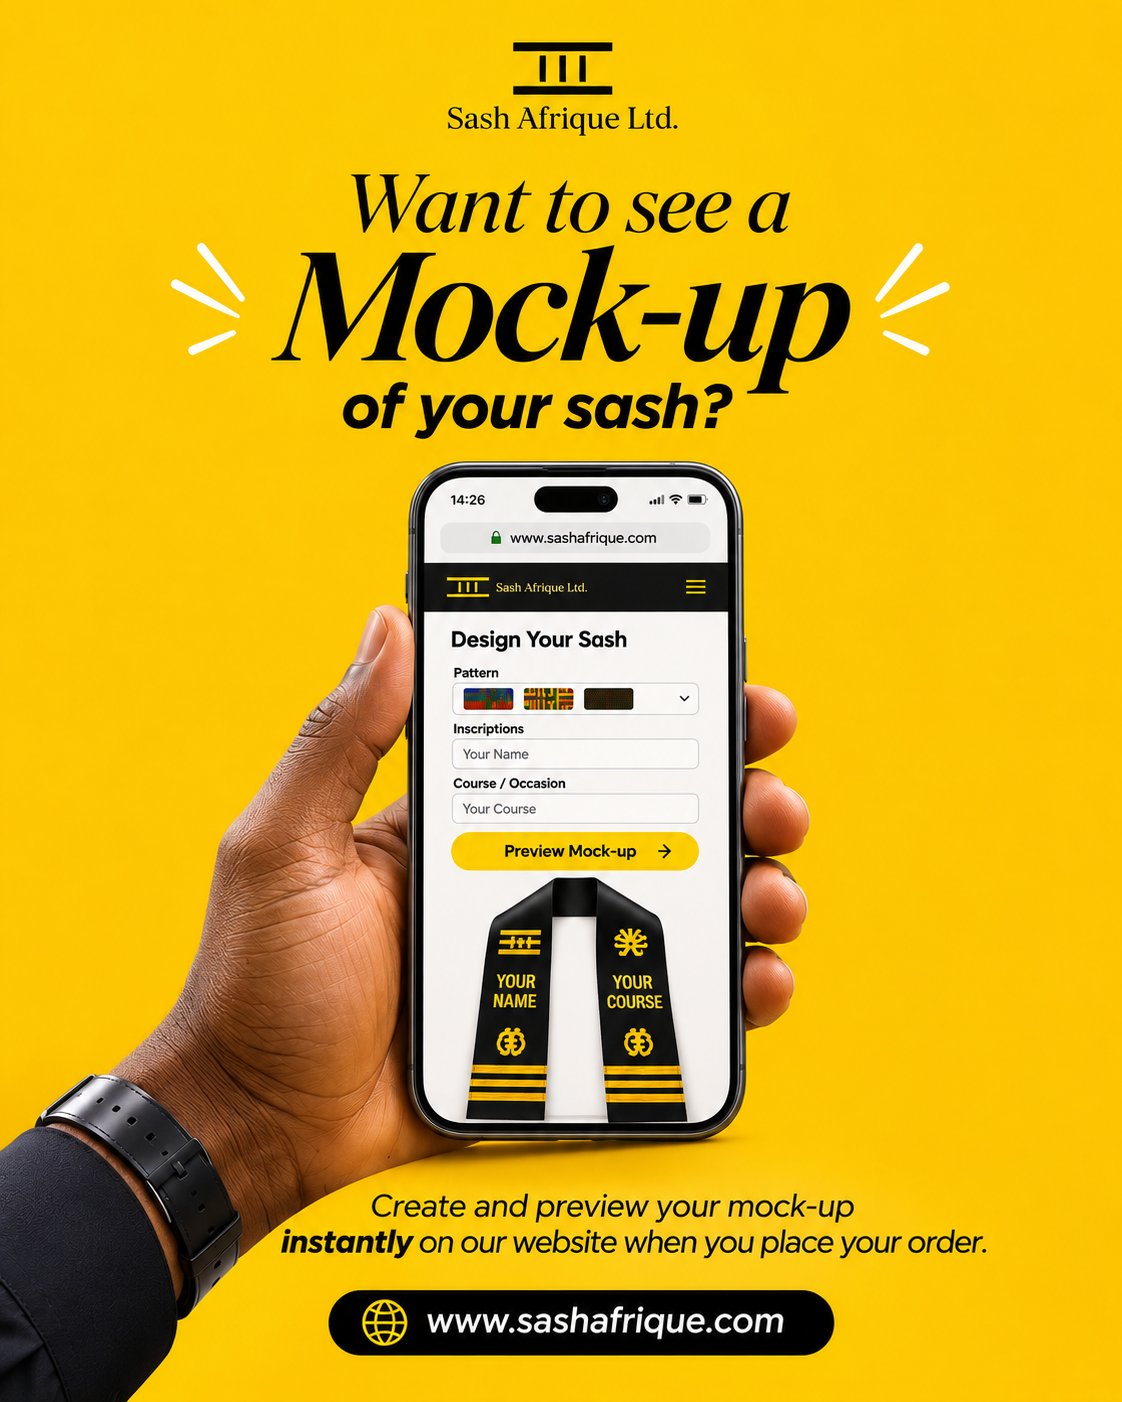 Sash Afrique Ltd.
Want to see a
Mock-up
of your sash?
14:26
www.sashafrique.com
Sash Afrique Ltd.
Design Your Sash
Pattern
Inscriptions
Your Name
Course / Occasion
Your Course
Preview Mock-up
YOUR
NAME
YOUR
COURSE
Create and preview your mock-up
instantly on our website when you place your order.
www.sashafrique.com